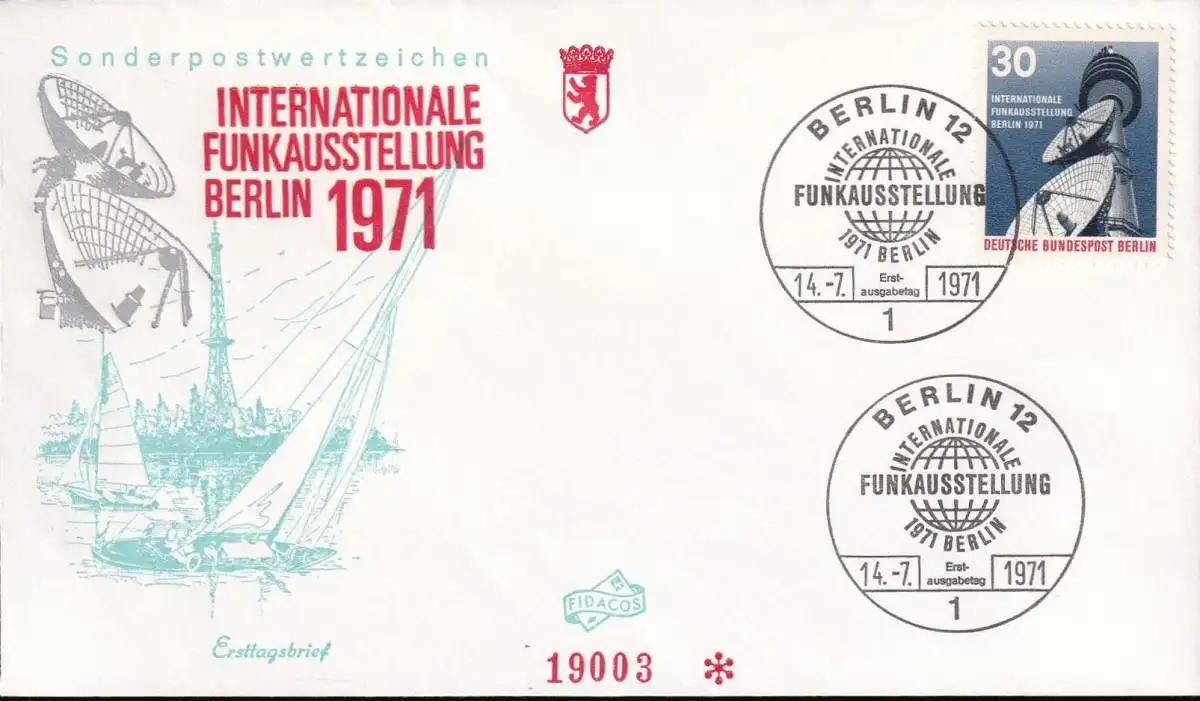 Sonderpostwertzeichen
INTERNATIONALE
FUNKAUSSTELLUNG
BERLIN 1971
30
INTERNATIONALE
FUNKAUSSTELLUNG
BERLIN 1971
DEUTSCHE BUNDESPOST BERLIN
BERLIN 12
INTERNATIONALE
FUNKAUSSTELLUNG
1971 BERLIN
14.-7. Erst-
ausgabetag 1971
1
BERLIN 12
INTERNATIONALE
FUNKAUSSTELLUNG
1971 BERLIN
14.-7. Erst-
ausgabetag 1971
1
FIDACOS
Ersttagsbrief
19003